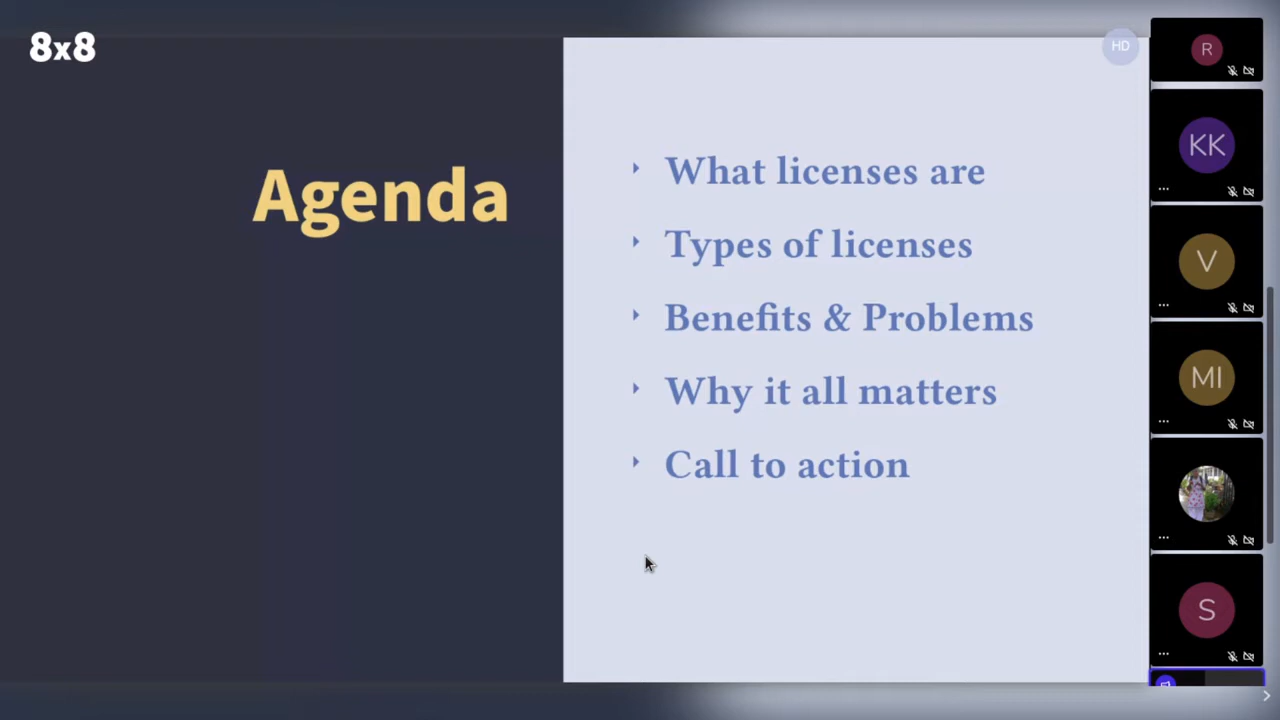 8x8
HD
Agenda
What licenses are
Types of licenses
Benefits & Problems
Why it all matters
Call to action
R
KK
V
MI
S